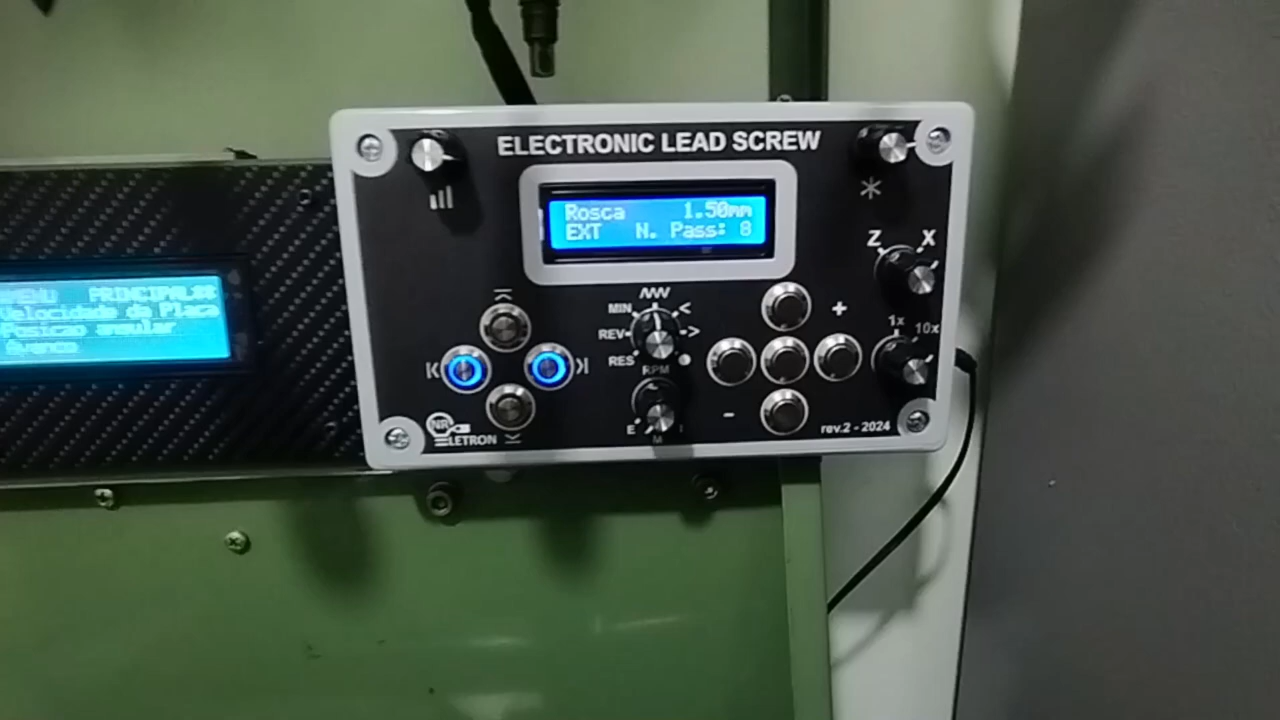 ELECTRONIC LEAD SCREW
Rosca 1.50mm
EXT N. Pass: 8
Z X
MIN <
REV >
RES
RPM
+
1x 10x
-
E I
M
NR
ELETRON
rev.2 - 2024
PRINCIPAL
Velocidade da Placa
Posicao angular
Avanco